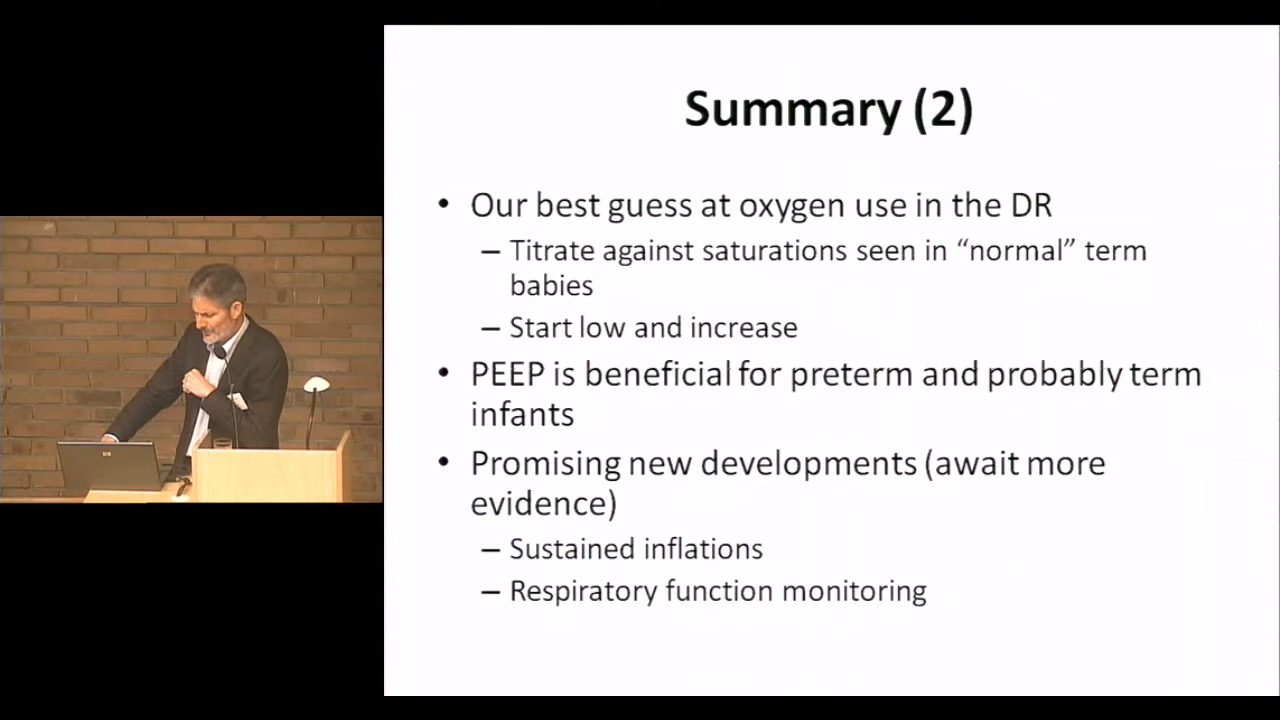 Summary (2)
• Our best guess at oxygen use in the DR
– Titrate against saturations seen in “normal” term
babies
– Start low and increase
• PEEP is beneficial for preterm and probably term
infants
• Promising new developments (await more
evidence)
– Sustained inflations
– Respiratory function monitoring